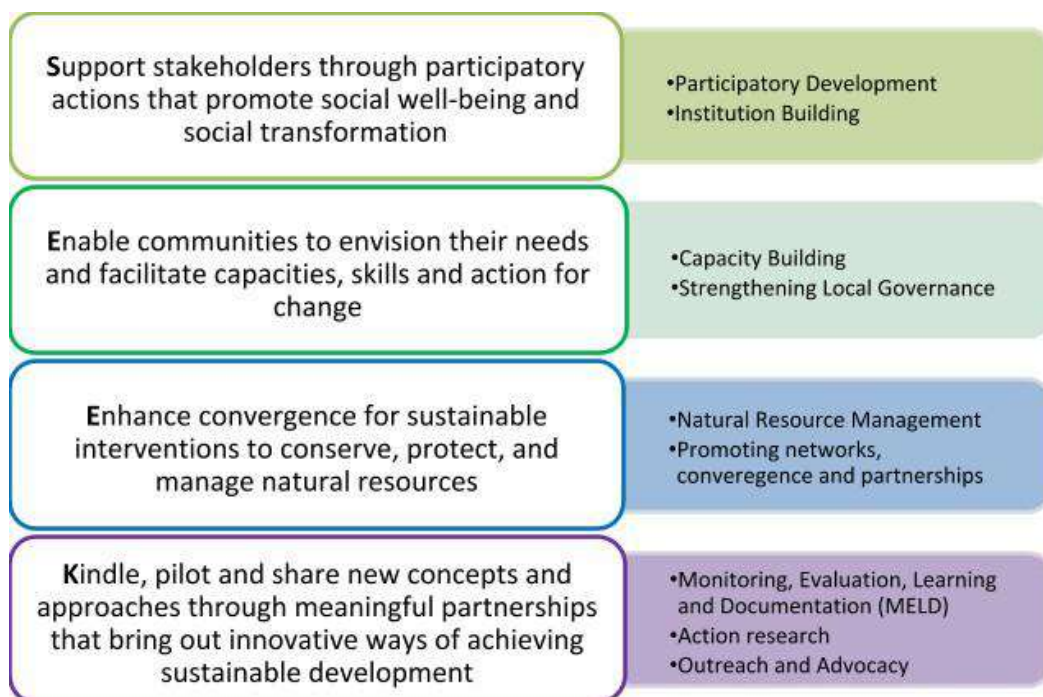 Support stakeholders through participatory
actions that promote social well-being and
social transformation
•Participatory Development
•Institution Building
Enable communities to envision their needs
and facilitate capacities, skills and action for
change
•Capacity Building
•Strengthening Local Governance
Enhance convergence for sustainable
interventions to conserve, protect, and
manage natural resources
•Natural Resource Management
•Promoting networks,
converegence and partnerships
Kindle, pilot and share new concepts and
approaches through meaningful partnerships
that bring out innovative ways of achieving
sustainable development
•Monitoring, Evaluation, Learning
and Documentation (MELD)
•Action research
•Outreach and Advocacy